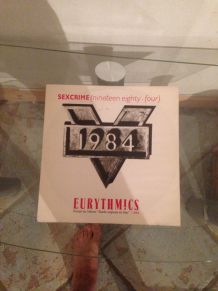 SEXCRIME (nineteen eighty - four)
1984
EURYTHMICS